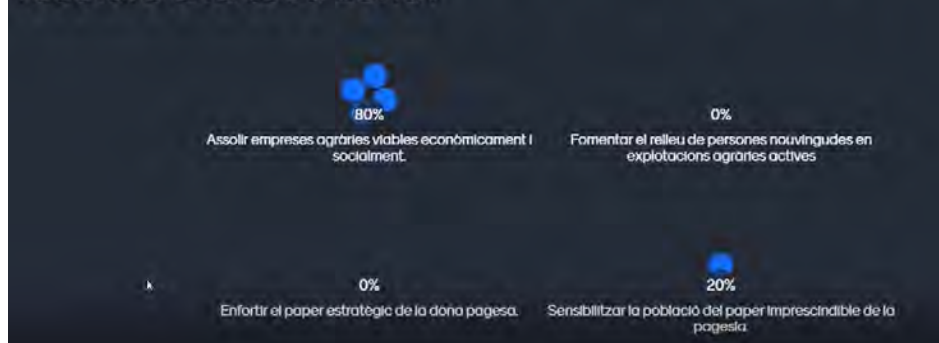 80%
Assolir empreses agràries viables econòmicament i
socialment.
0%
Fomentar el relleu de persones nouvingudes en
explotacions agràries actives
0%
Enfortir el paper estratègic de la dona pagesa.
20%
Sensibilitzar la població del paper imprescindible de la
pagesia.